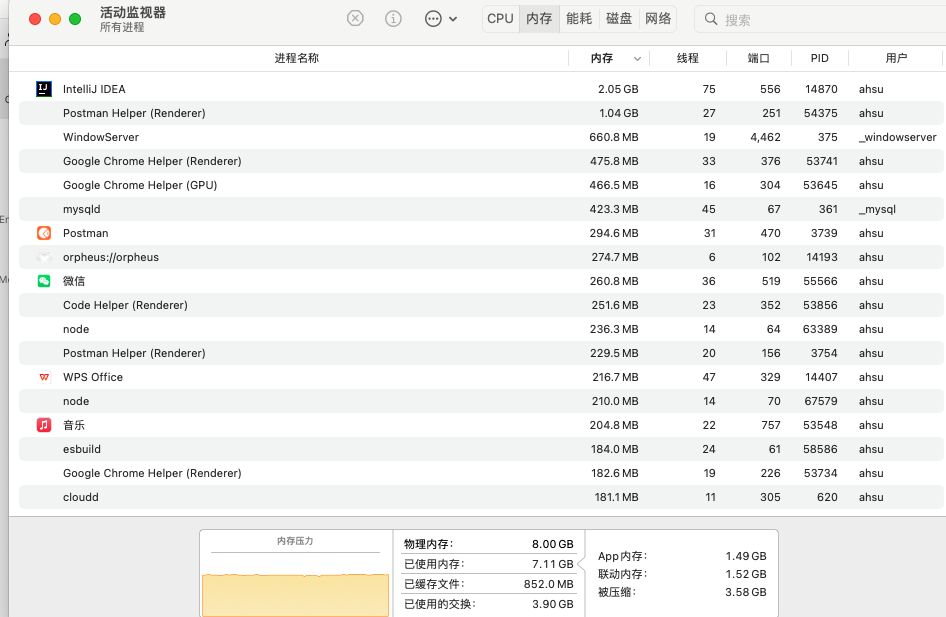 活动监视器
所有进程
CPU 内存 能耗 磁盘 网络 搜索
进程名称 内存 线程 端口 PID 用户
IntelliJ IDEA 2.05 GB 75 556 14870 ahsu
Postman Helper (Renderer) 1.04 GB 27 251 54375 ahsu
WindowServer 660.8 MB 19 4,462 375 _windowserver
Google Chrome Helper (Renderer) 475.8 MB 33 376 53741 ahsu
Google Chrome Helper (GPU) 466.5 MB 16 304 53645 ahsu
mysqld 423.3 MB 45 67 361 _mysql
Postman 294.6 MB 31 470 3739 ahsu
orpheus://orpheus 274.7 MB 6 102 14193 ahsu
微信 260.8 MB 36 519 55566 ahsu
Code Helper (Renderer) 251.6 MB 23 352 53856 ahsu
node 236.3 MB 14 64 63389 ahsu
Postman Helper (Renderer) 229.5 MB 20 156 3754 ahsu
WPS Office 216.7 MB 47 329 14407 ahsu
node 210.0 MB 14 70 67579 ahsu
音乐 204.8 MB 22 757 53548 ahsu
esbuild 184.0 MB 24 61 58586 ahsu
Google Chrome Helper (Renderer) 182.6 MB 19 226 53734 ahsu
cloudd 181.1 MB 11 305 620 ahsu
内存压力
物理内存: 8.00 GB
已使用内存: 7.11 GB
已缓存文件: 852.0 MB
已使用的交换: 3.90 GB
App内存: 1.49 GB
联动内存: 1.52 GB
被压缩: 3.58 GB